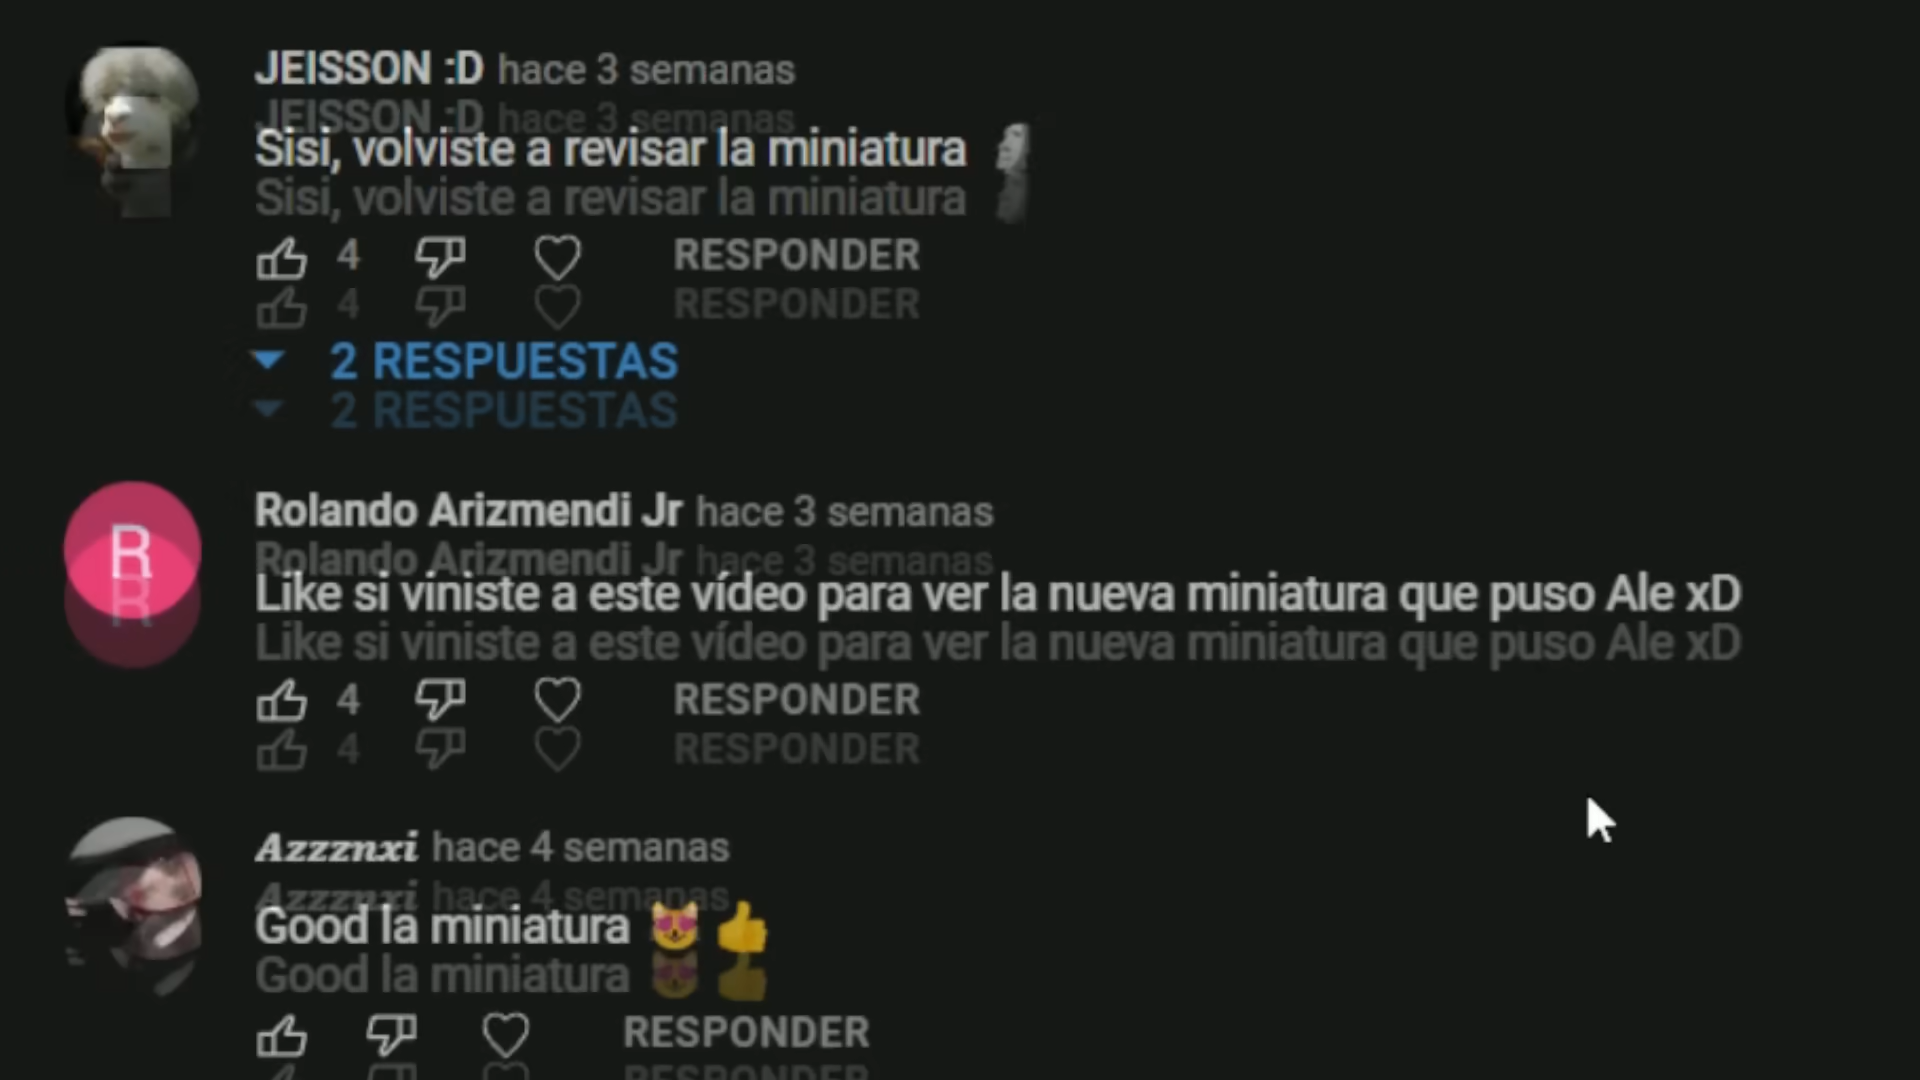 JEISSON :D hace 3 semanas
JEISSON :D hace 3 semanas
Sisi, volviste a revisar la miniatura 🗿
Sisi, volviste a revisar la miniatura
4 RESPONDER
4 RESPONDER
2 RESPUESTAS
2 RESPUESTAS
R
Rolando Arizmendi Jr hace 3 semanas
R
Rolando Arizmendi Jr hace 3 semanas
Like si viniste a este vídeo para ver la nueva miniatura que puso Ale xD
Like si viniste a este vídeo para ver la nueva miniatura que puso Ale xD
4 RESPONDER
4 RESPONDER
Azzznxi hace 4 semanas
Azzznxi hace 4 semanas
Good la miniatura 😻👍
Good la miniatura 😻👍
RESPONDER
RESPONDER